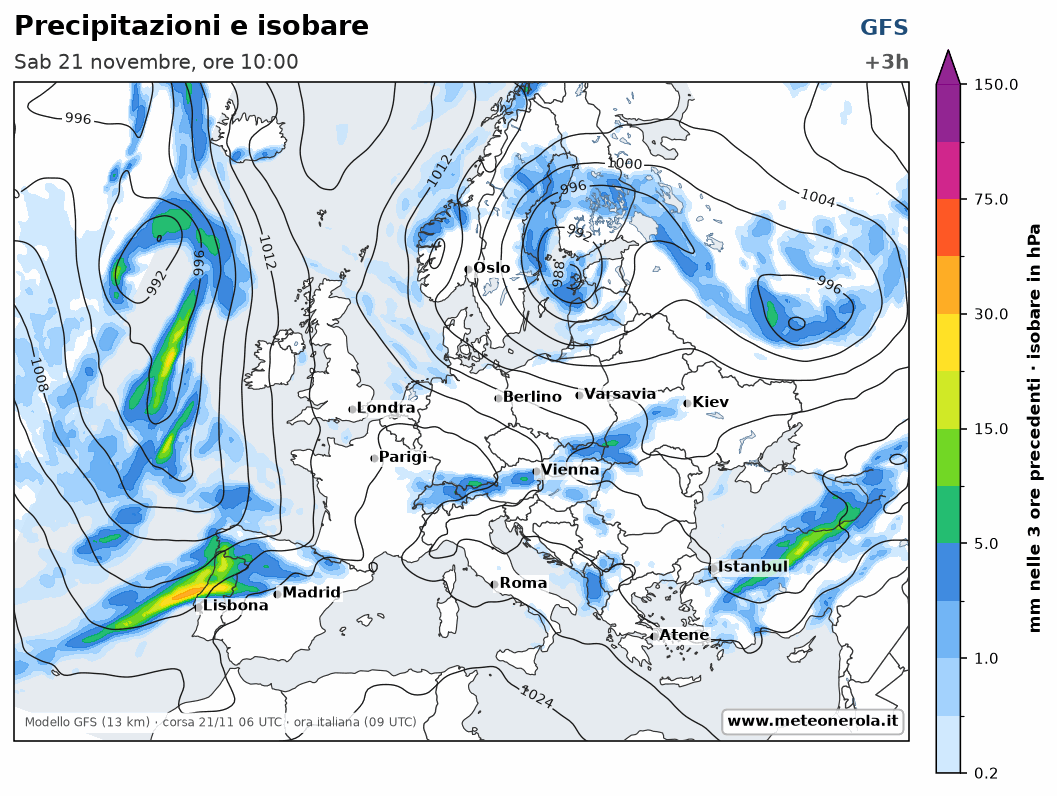 Precipitazioni e isobare
GFS
Sab 21 novembre, ore 10:00
+3h
150.0
75.0
30.0
15.0
5.0
1.0
0.2
mm nelle 3 ore precedenti · isobare in hPa
996
1012
1000
996
1004
992
996
1012
992
988
996
1008
1024
Oslo
Londra
Berlino
Varsavia
Kiev
Parigi
Vienna
Istanbul
Roma
Madrid
Lisbona
Atene
Modello GFS (13 km) · corsa 21/11 06 UTC · ora italiana (09 UTC)
www.meteonerola.it